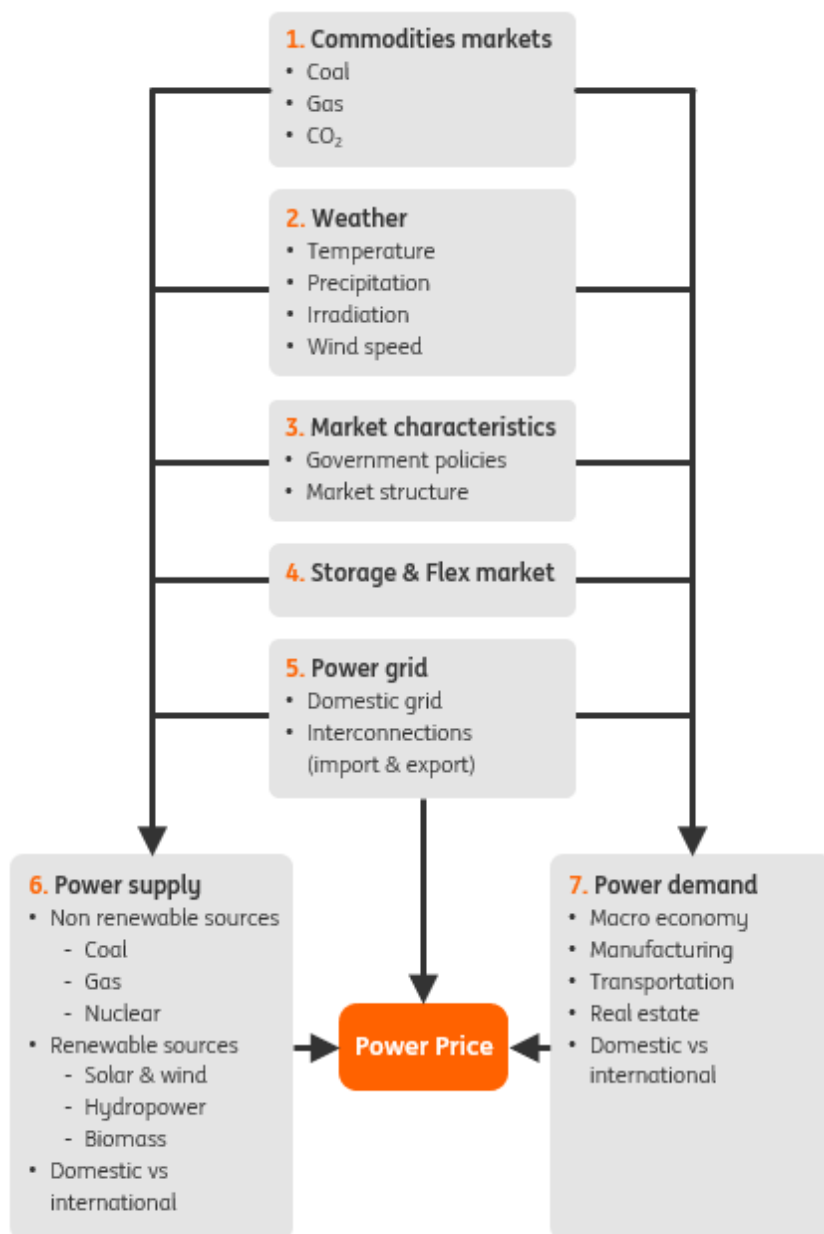 1. Commodities markets
• Coal
• Gas
• CO₂
2. Weather
• Temperature
• Precipitation
• Irradiation
• Wind speed
3. Market characteristics
• Government policies
• Market structure
4. Storage & Flex market
5. Power grid
• Domestic grid
• Interconnections
(import & export)
6. Power supply
• Non renewable sources
- Coal
- Gas
- Nuclear
• Renewable sources
- Solar & wind
- Hydropower
- Biomass
• Domestic vs
international
Power Price
7. Power demand
• Macro economy
• Manufacturing
• Transportation
• Real estate
• Domestic vs
international